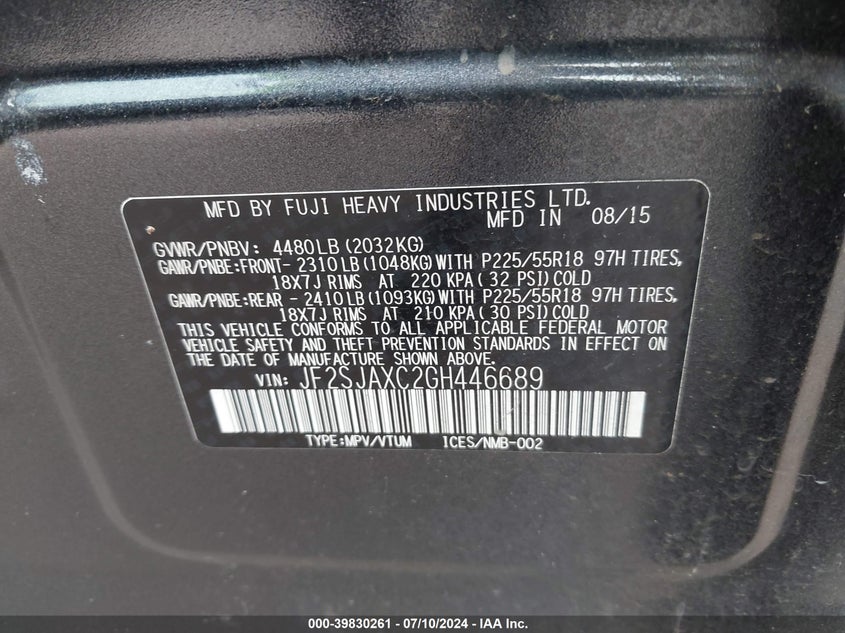 MFD BY FUJI HEAVY INDUSTRIES LTD.
MFD IN 08/15
GVWR/PNBV: 4480LB(2032KG)
GAWR/PNBE:FRONT-2310LB(1048KG)WITH P225/55R18 97H TIRES,
18X7J RIMS AT 220 KPA(32 PSI)COLD
GAWR/PNBE:REAR -2410LB(1093KG)WITH P225/55R18 97H TIRES,
18X7J RIMS AT 210 KPA(30 PSI)COLD
THIS VEHICLE CONFORMS TO ALL APPLICABLE FEDERAL MOTOR
VEHICLE SAFETY AND THEFT PREVENTION STANDARDS IN EFFECT ON
THE DATE OF MANUFACTURE SHOWN ABOVE.
VIN: JF2SJAXC2GH446689
TYPE:MPV/VTUM ICES/NMB-002
000-39830261 - 07/10/2024 - IAA Inc.